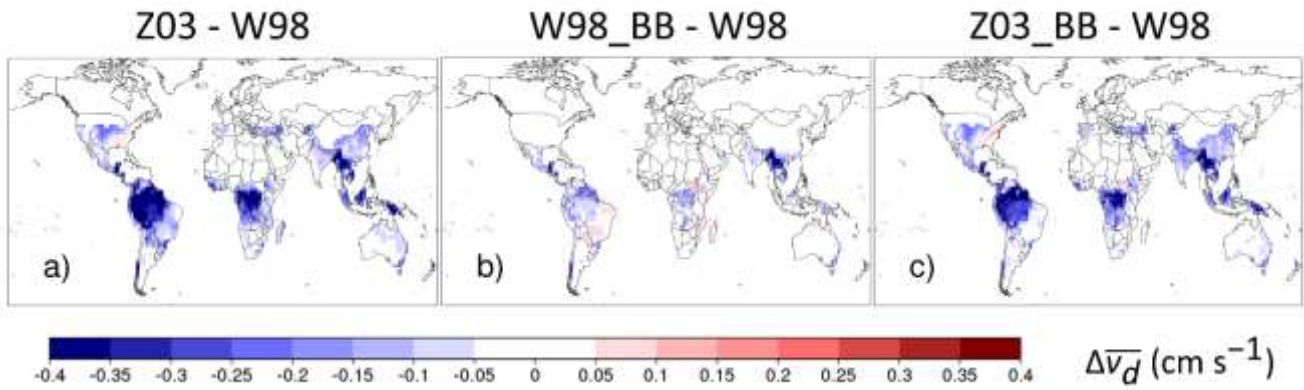 Z03 - W98 W98_BB - W98 Z03_BB - W98
a) b) c)
-0.4 -0.35 -0.3 -0.25 -0.2 -0.15 -0.1 -0.05 0 0.05 0.1 0.15 0.2 0.25 0.3 0.35 0.4
Δv̅d̅ (cm s⁻¹)